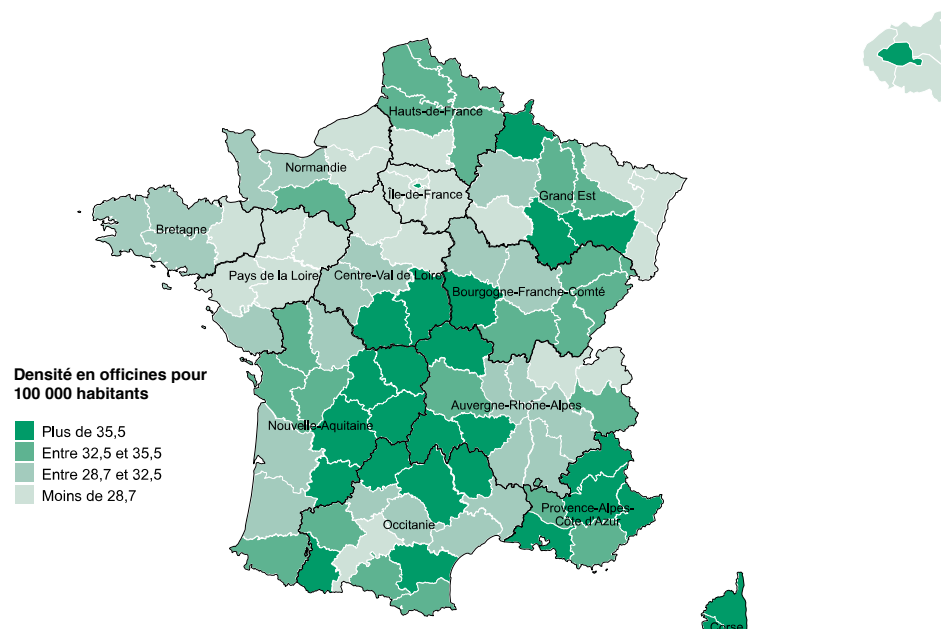 Hauts-de-France
Normandie
Île-de-France
Grand Est
Bretagne
Pays de la Loire
Centre-Val de Loire
Bourgogne-Franche-Comté
Densité en officines pour
100 000 habitants
Plus de 35,5
Entre 32,5 et 35,5
Entre 28,7 et 32,5
Moins de 28,7
Auvergne-Rhône-Alpes
Nouvelle-Aquitaine
Occitanie
Provence-Alpes-
Côte d'Azur
Corse